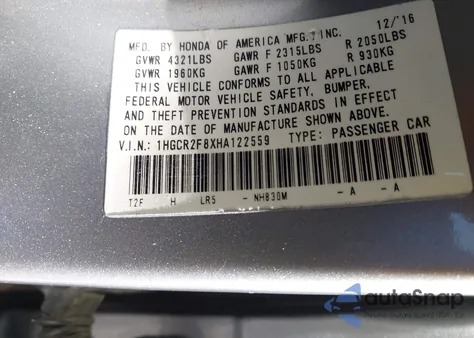 MFD. BY HONDA OF AMERICA MFG., INC. 12/'16
GVWR 4321LBS GAWR F 2315LBS R 2050LBS
GVWR 1960KG GAWR F 1050KG R 930KG
THIS VEHICLE CONFORMS TO ALL APPLICABLE
FEDERAL MOTOR VEHICLE SAFETY, BUMPER,
AND THEFT PREVENTION STANDARDS IN EFFECT
ON THE DATE OF MANUFACTURE SHOWN ABOVE.
V.I.N.: 1HGCR2F8XHA122559 TYPE: PASSENGER CAR
T2F H LR5 - NH830M - A - A
autoSnap